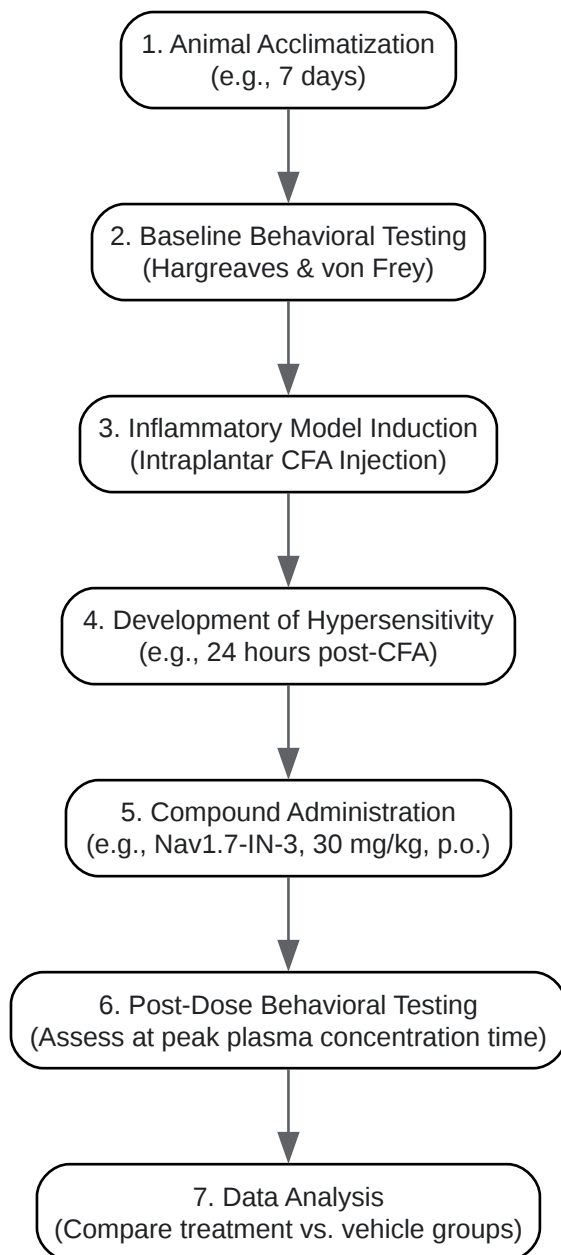 1. Animal Acclimatization
(e.g., 7 days)
2. Baseline Behavioral Testing
(Hargreaves & von Frey)
3. Inflammatory Model Induction
(Intraplantar CFA Injection)
4. Development of Hypersensitivity
(e.g., 24 hours post-CFA)
5. Compound Administration
(e.g., Nav1.7-IN-3, 30 mg/kg, p.o.)
6. Post-Dose Behavioral Testing
(Assess at peak plasma concentration time)
7. Data Analysis
(Compare treatment vs. vehicle groups)